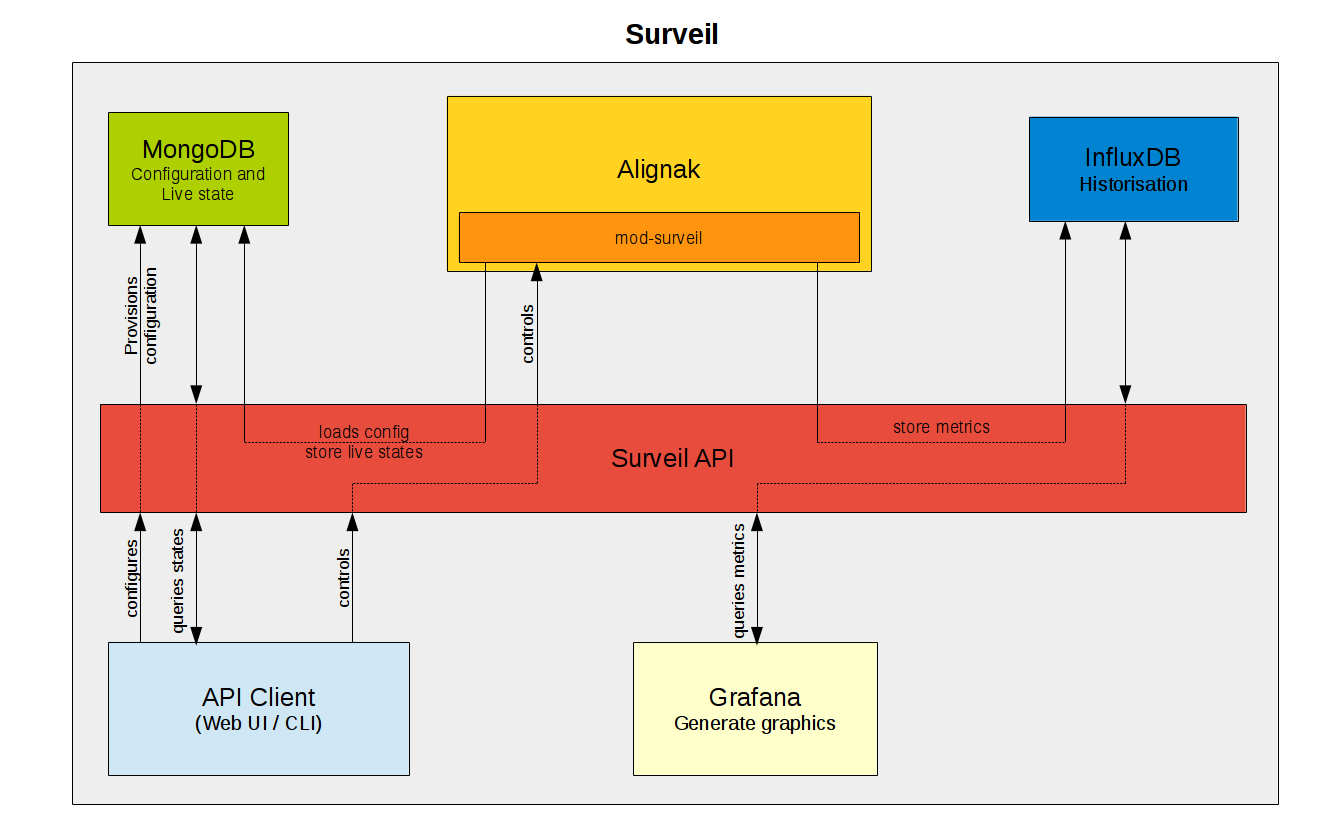 Surveil
MongoDB
Configuration and
Live state
Alignak
mod-surveil
InfluxDB
Historisation
Provisions
configuration
controls
loads config
store live states
store metrics
Surveil API
configures
queries states
controls
queries metrics
API Client
(Web UI / CLI)
Grafana
Generate graphics